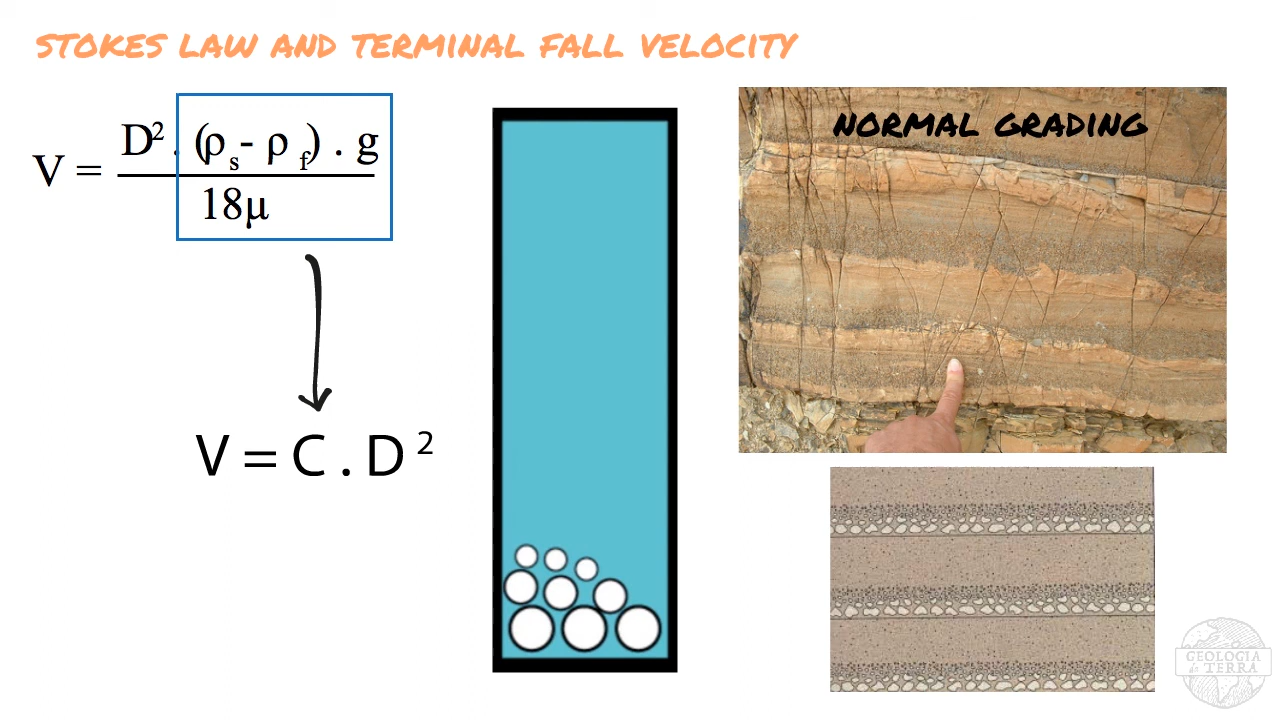 STOKES LAW AND TERMINAL FALL VELOCITY
V = D² . (ρs - ρf) . g
18μ
V = C . D²
NORMAL GRADING
GEOLOGIA
da TERRA